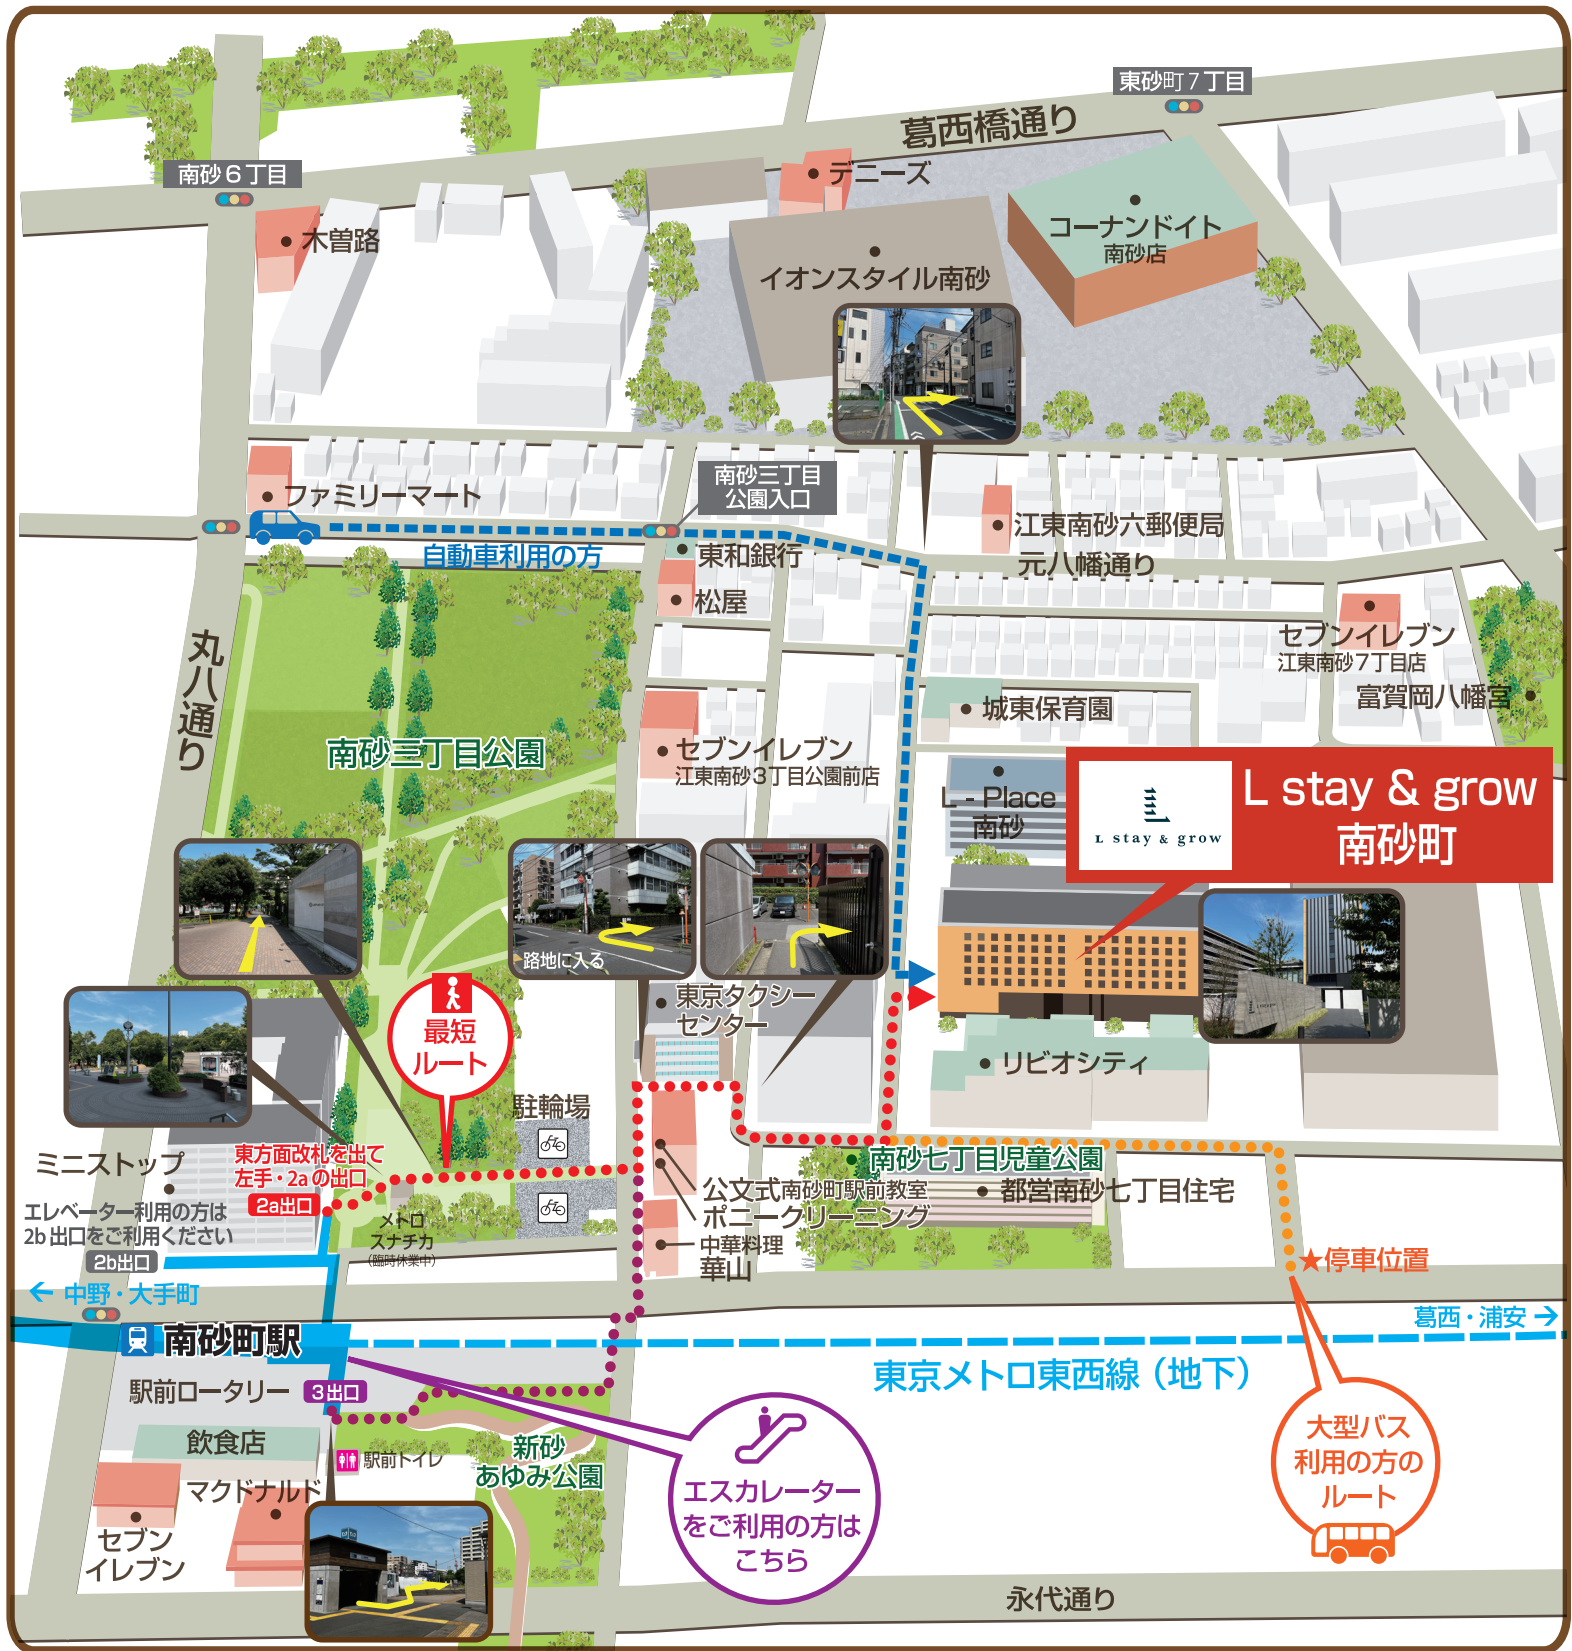 東砂町7丁目
葛西橋通り
南砂6丁目
デニーズ
コーナンドイト
南砂店
木曽路
イオンスタイル南砂
南砂三丁目
公園入口
ファミリーマート
江東南砂六郵便局
自動車利用の方
東和銀行
元八幡通り
松屋
丸八通り
セブンイレブン
江東南砂7丁目店
富賀岡八幡宮
城東保育園
南砂三丁目公園
セブンイレブン
江東南砂3丁目公園前店
L - Place
南砂
L stay & grow
L stay & grow
南砂町
路地に入る
東京タクシー
センター
最短
ルート
リビオシティ
駐輪場
東方面改札を出て
左手・2aの出口
2a出口
ミニストップ
エレベーター利用の方は
2b出口をご利用ください
2b出口
メトロ
スナチカ
（臨時休業中）
南砂七丁目児童公園
公文式南砂町駅前教室
ポニークリーニング
都営南砂七丁目住宅
中華料理
華山
★停車位置
← 中野・大手町
葛西・浦安 →
南砂町駅
東京メトロ東西線（地下）
駅前ロータリー
3出口
飲食店
駅前トイレ
新砂
あゆみ公園
マクドナルド
セブン
イレブン
エスカレーター
をご利用の方は
こちら
大型バス
利用の方の
ルート
永代通り